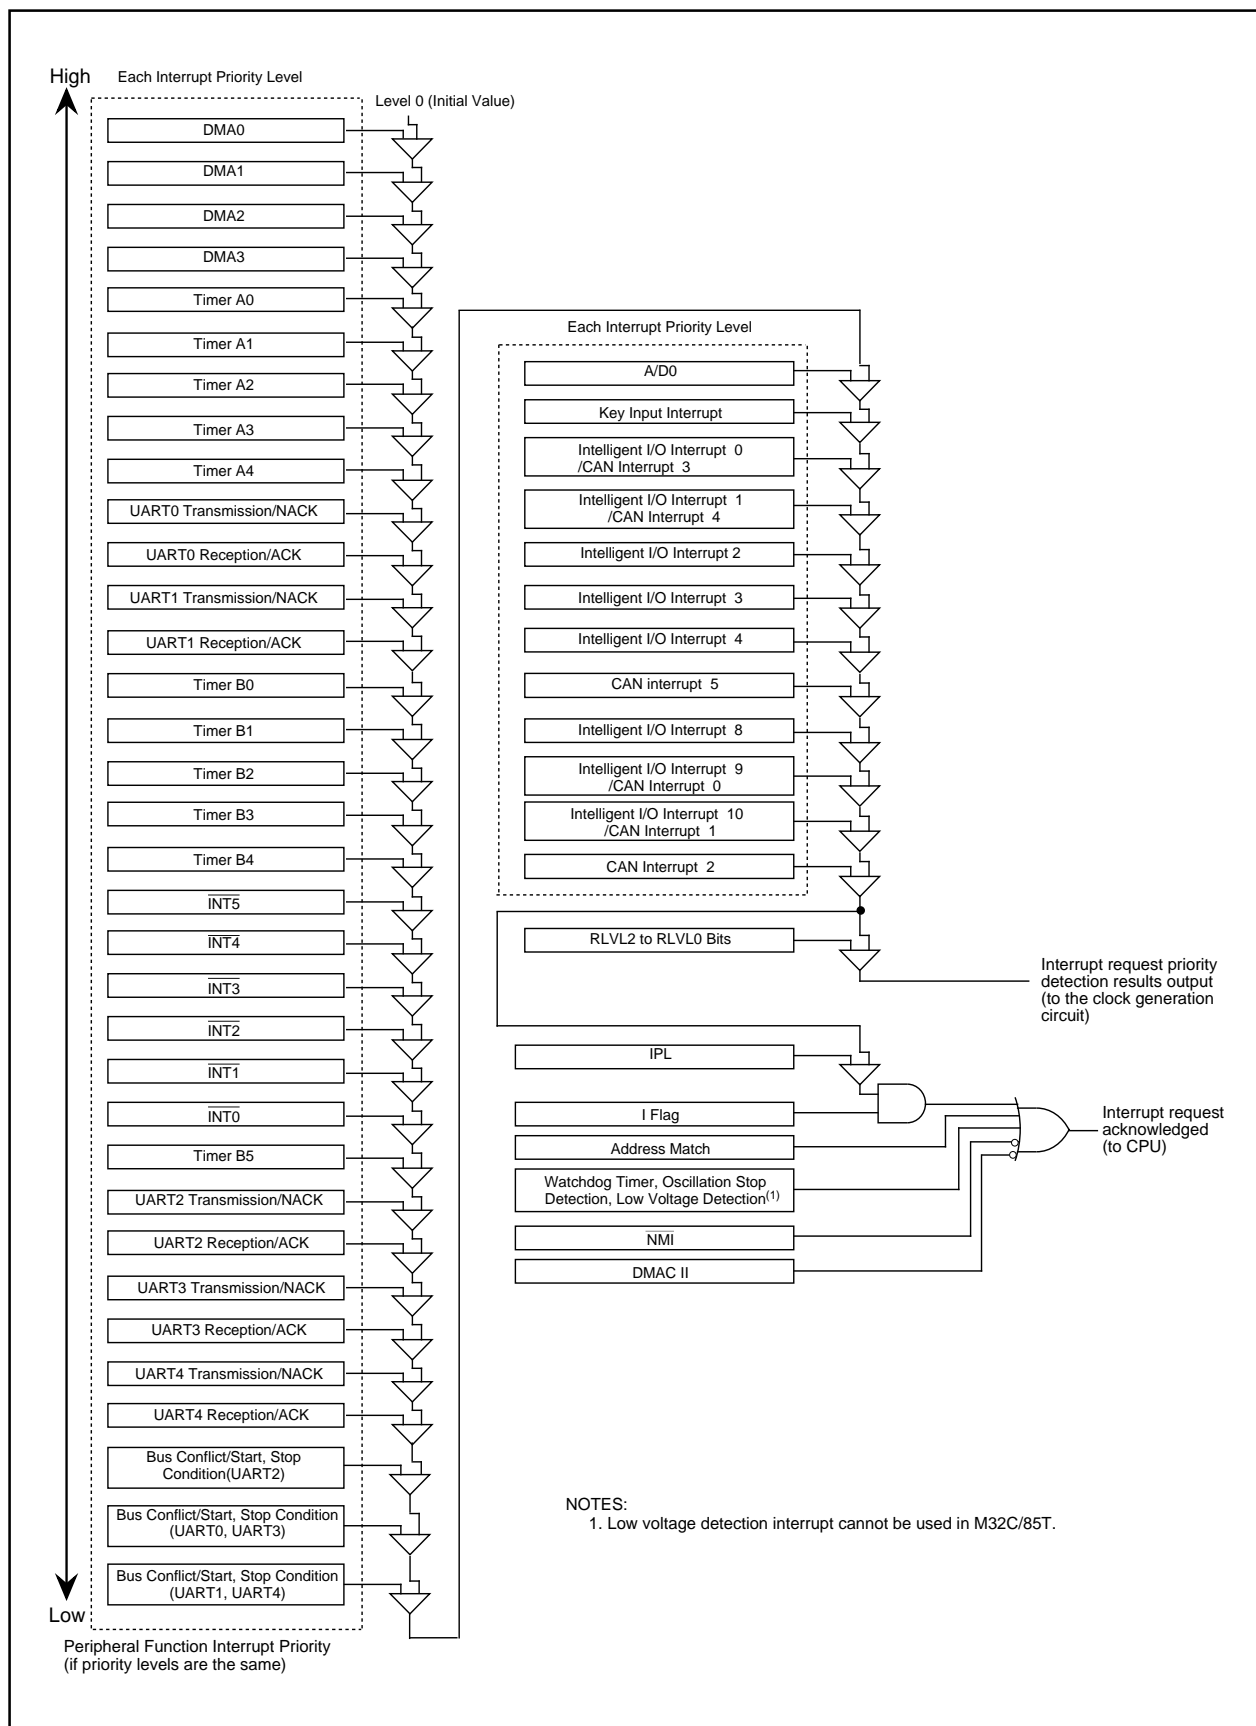 High
Each Interrupt Priority Level
Level 0 (Initial Value)
DMA0
DMA1
DMA2
DMA3
Timer A0
Timer A1
Timer A2
Timer A3
Timer A4
UART0 Transmission/NACK
UART0 Reception/ACK
UART1 Transmission/NACK
UART1 Reception/ACK
Timer B0
Timer B1
Timer B2
Timer B3
Timer B4
INT5
INT4
INT3
INT2
INT1
INT0
Timer B5
UART2 Transmission/NACK
UART2 Reception/ACK
UART3 Transmission/NACK
UART3 Reception/ACK
UART4 Transmission/NACK
UART4 Reception/ACK
Bus Conflict/Start, Stop
Condition(UART2)
Bus Conflict/Start, Stop Condition
(UART0, UART3)
Bus Conflict/Start, Stop Condition
(UART1, UART4)
Low
Peripheral Function Interrupt Priority
(if priority levels are the same)
Each Interrupt Priority Level
A/D0
Key Input Interrupt
Intelligent I/O Interrupt 0
/CAN Interrupt 3
Intelligent I/O Interrupt 1
/CAN Interrupt 4
Intelligent I/O Interrupt 2
Intelligent I/O Interrupt 3
Intelligent I/O Interrupt 4
CAN interrupt 5
Intelligent I/O Interrupt 8
Intelligent I/O Interrupt 9
/CAN Interrupt 0
Intelligent I/O Interrupt 10
/CAN Interrupt 1
CAN Interrupt 2
RLVL2 to RLVL0 Bits
Interrupt request priority
detection results output
(to the clock generation
circuit)
IPL
I Flag
Address Match
Watchdog Timer, Oscillation Stop
Detection, Low Voltage Detection(1)
NMI
DMAC II
Interrupt request
acknowledged
(to CPU)
NOTES:
1. Low voltage detection interrupt cannot be used in M32C/85T.